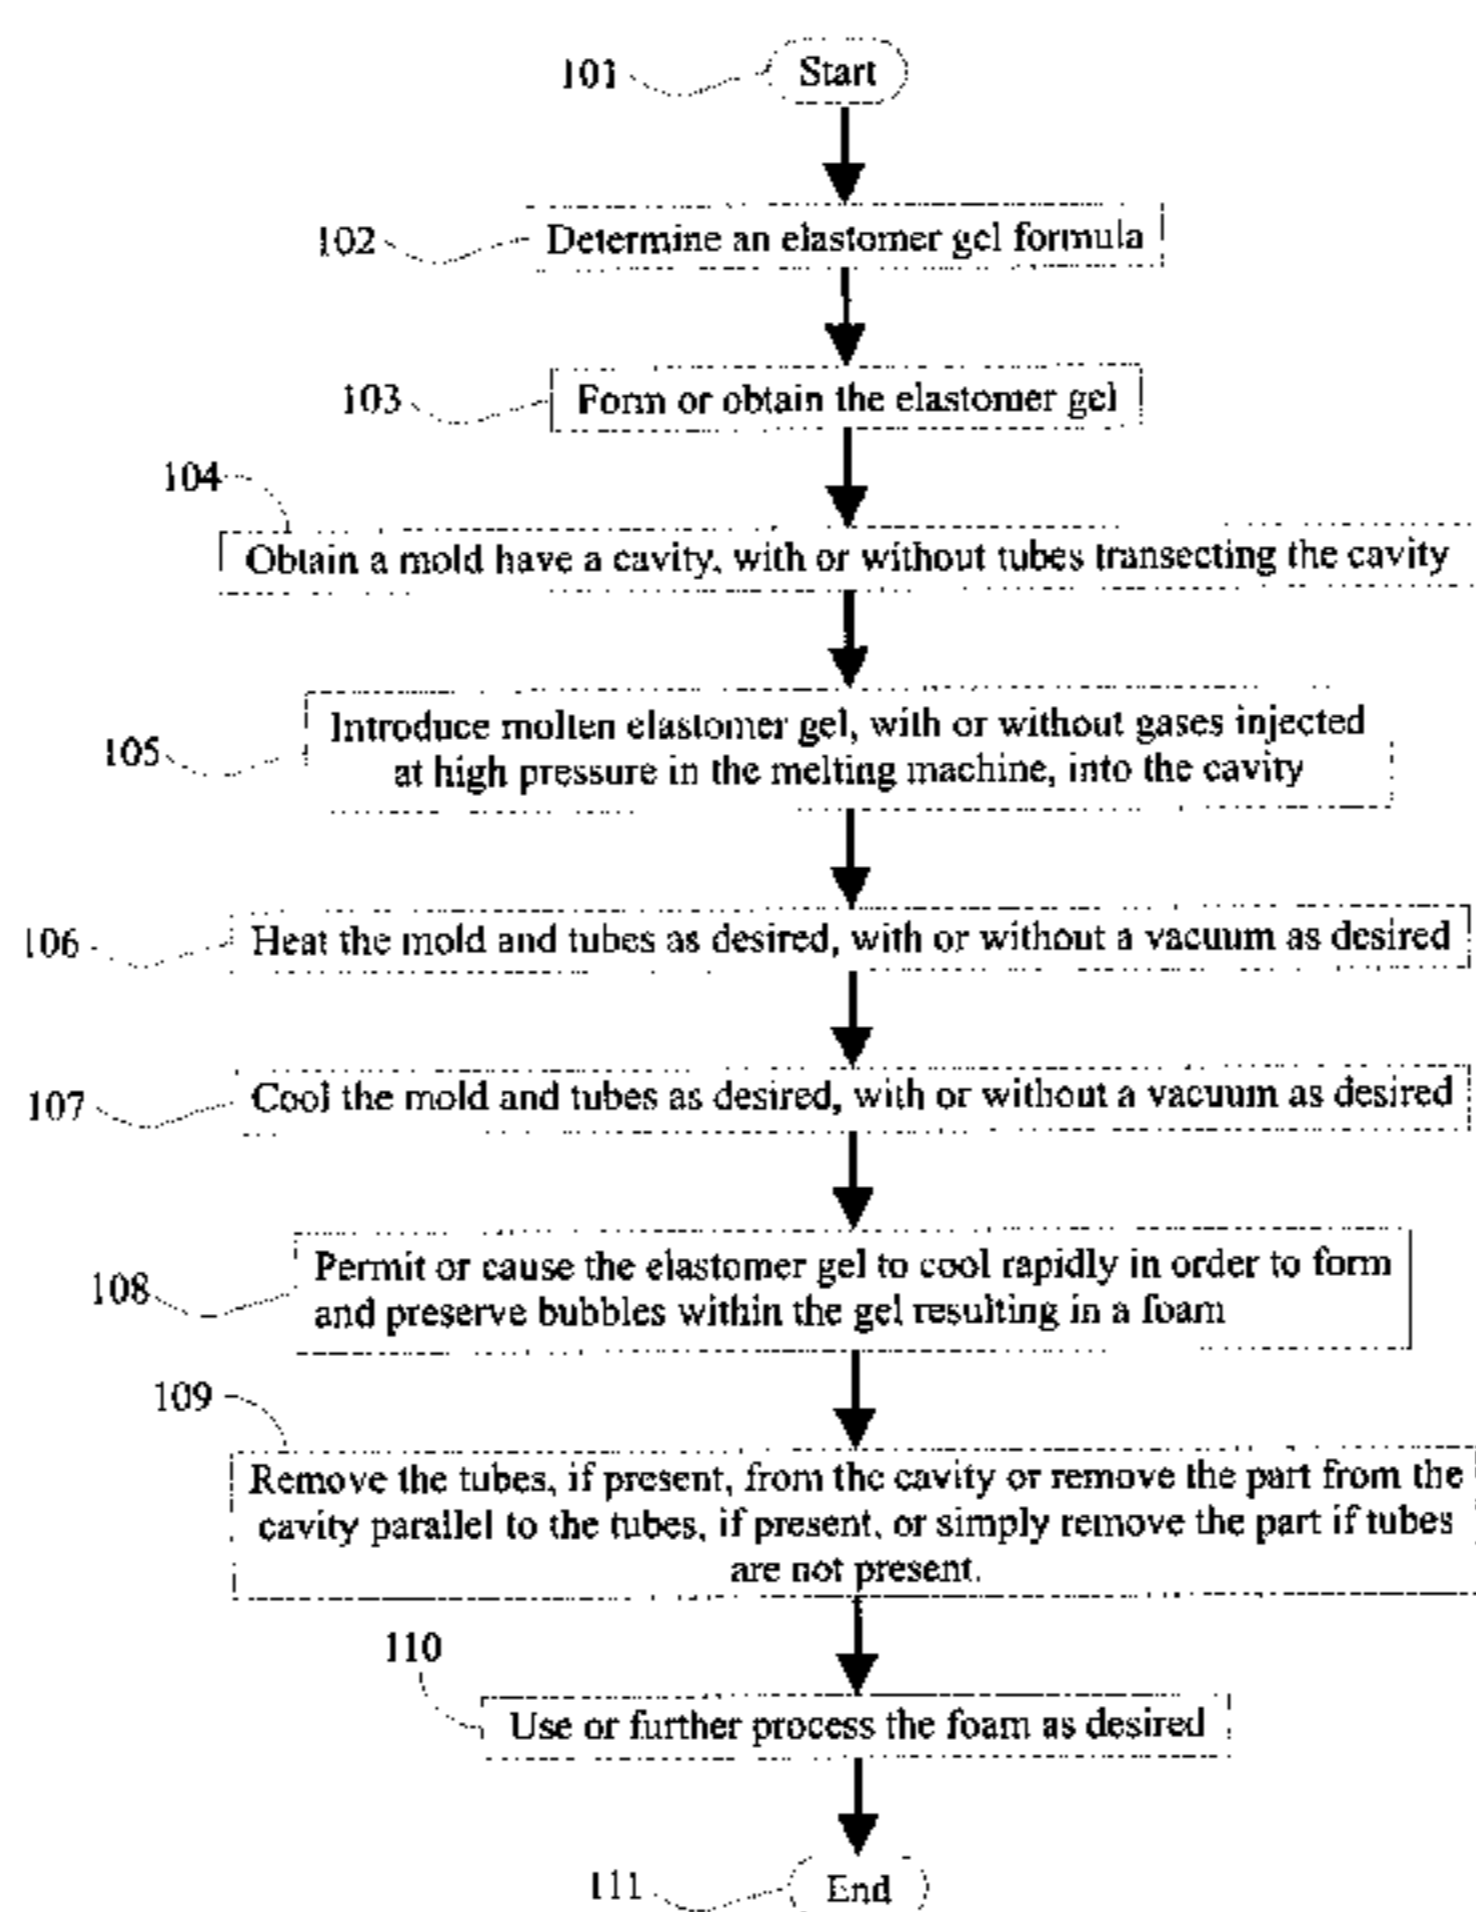 101 Start
102 Determine an elastomer gel formula
103 Form or obtain the elastomer gel
104
Obtain a mold have a cavity, with or without tubes transecting the cavity
Introduce molten elastomer gel, with or without gases injected
105 at high pressure in the melting machine, into the cavity
106 Heat the mold and tubes as desired, with or without a vacuum as desired
107 Cool the mold and tubes as desired, with or without a vacuum as desired
Permit or cause the elastomer gel to cool rapidly in order to form
108 and preserve bubbles within the gel resulting in a foam
109
Remove the tubes, if present, from the cavity or remove the part from the
cavity parallel to the tubes, if present, or simply remove the part if tubes
are not present.
110
Use or further process the foam as desired
111 End